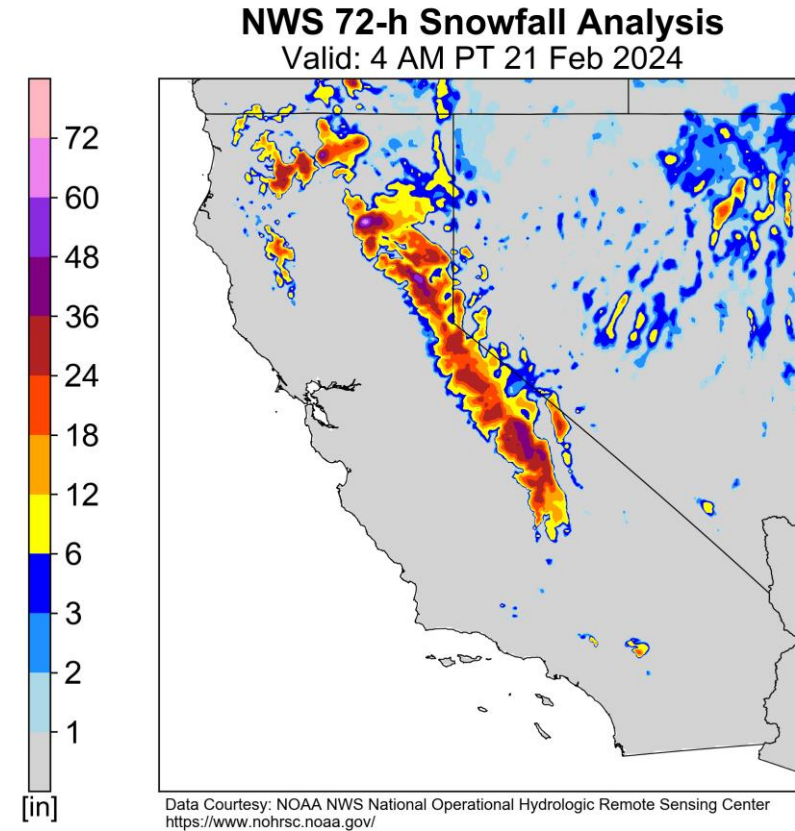 NWS 72-h Snowfall Analysis
Valid: 4 AM PT 21 Feb 2024
72
60
48
36
24
18
12
6
3
2
1
[in]
Data Courtesy: NOAA NWS National Operational Hydrologic Remote Sensing Center
https://www.nohrsc.noaa.gov/